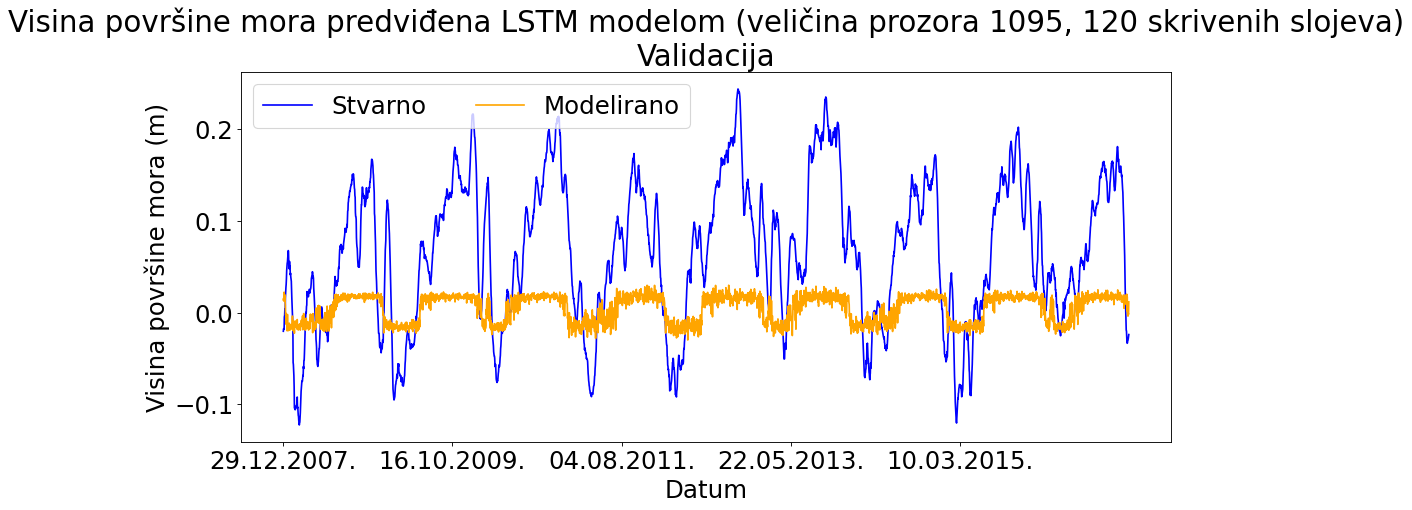 Visina površine mora predviđena LSTM modelom (veličina prozora 1095, 120 skrivenih slojeva)
Validacija
Stvarno Modelirano
Visina površine mora (m)
0.2
0.1
0.0
−0.1
29.12.2007. 16.10.2009. 04.08.2011. 22.05.2013. 10.03.2015.
Datum